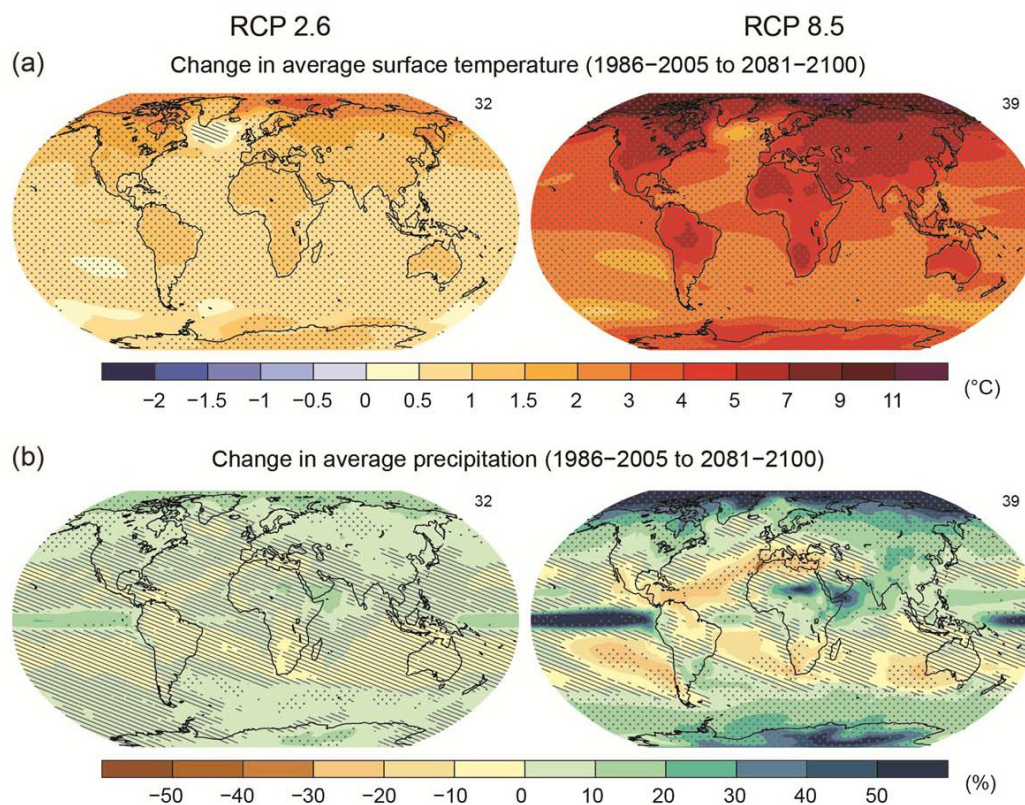 RCP 2.6 RCP 8.5
(a) Change in average surface temperature (1986−2005 to 2081−2100)
32 39
−2 −1.5 −1 −0.5 0 0.5 1 1.5 2 3 4 5 7 9 11 (°C)
(b) Change in average precipitation (1986−2005 to 2081−2100)
32 39
−50 −40 −30 −20 −10 0 10 20 30 40 50 (%)